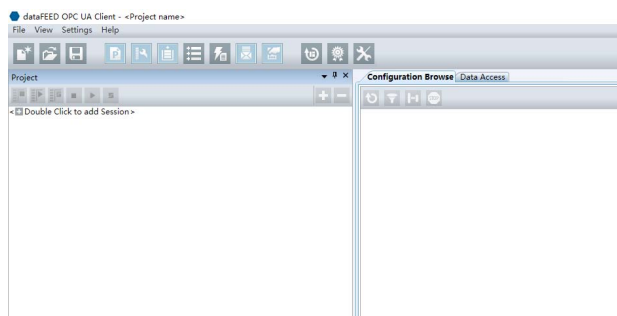 dataFEED OPC UA Client - <Project name>
File View Settings Help
Project
Configuration Browse Data Access
<Double Click to add Session>